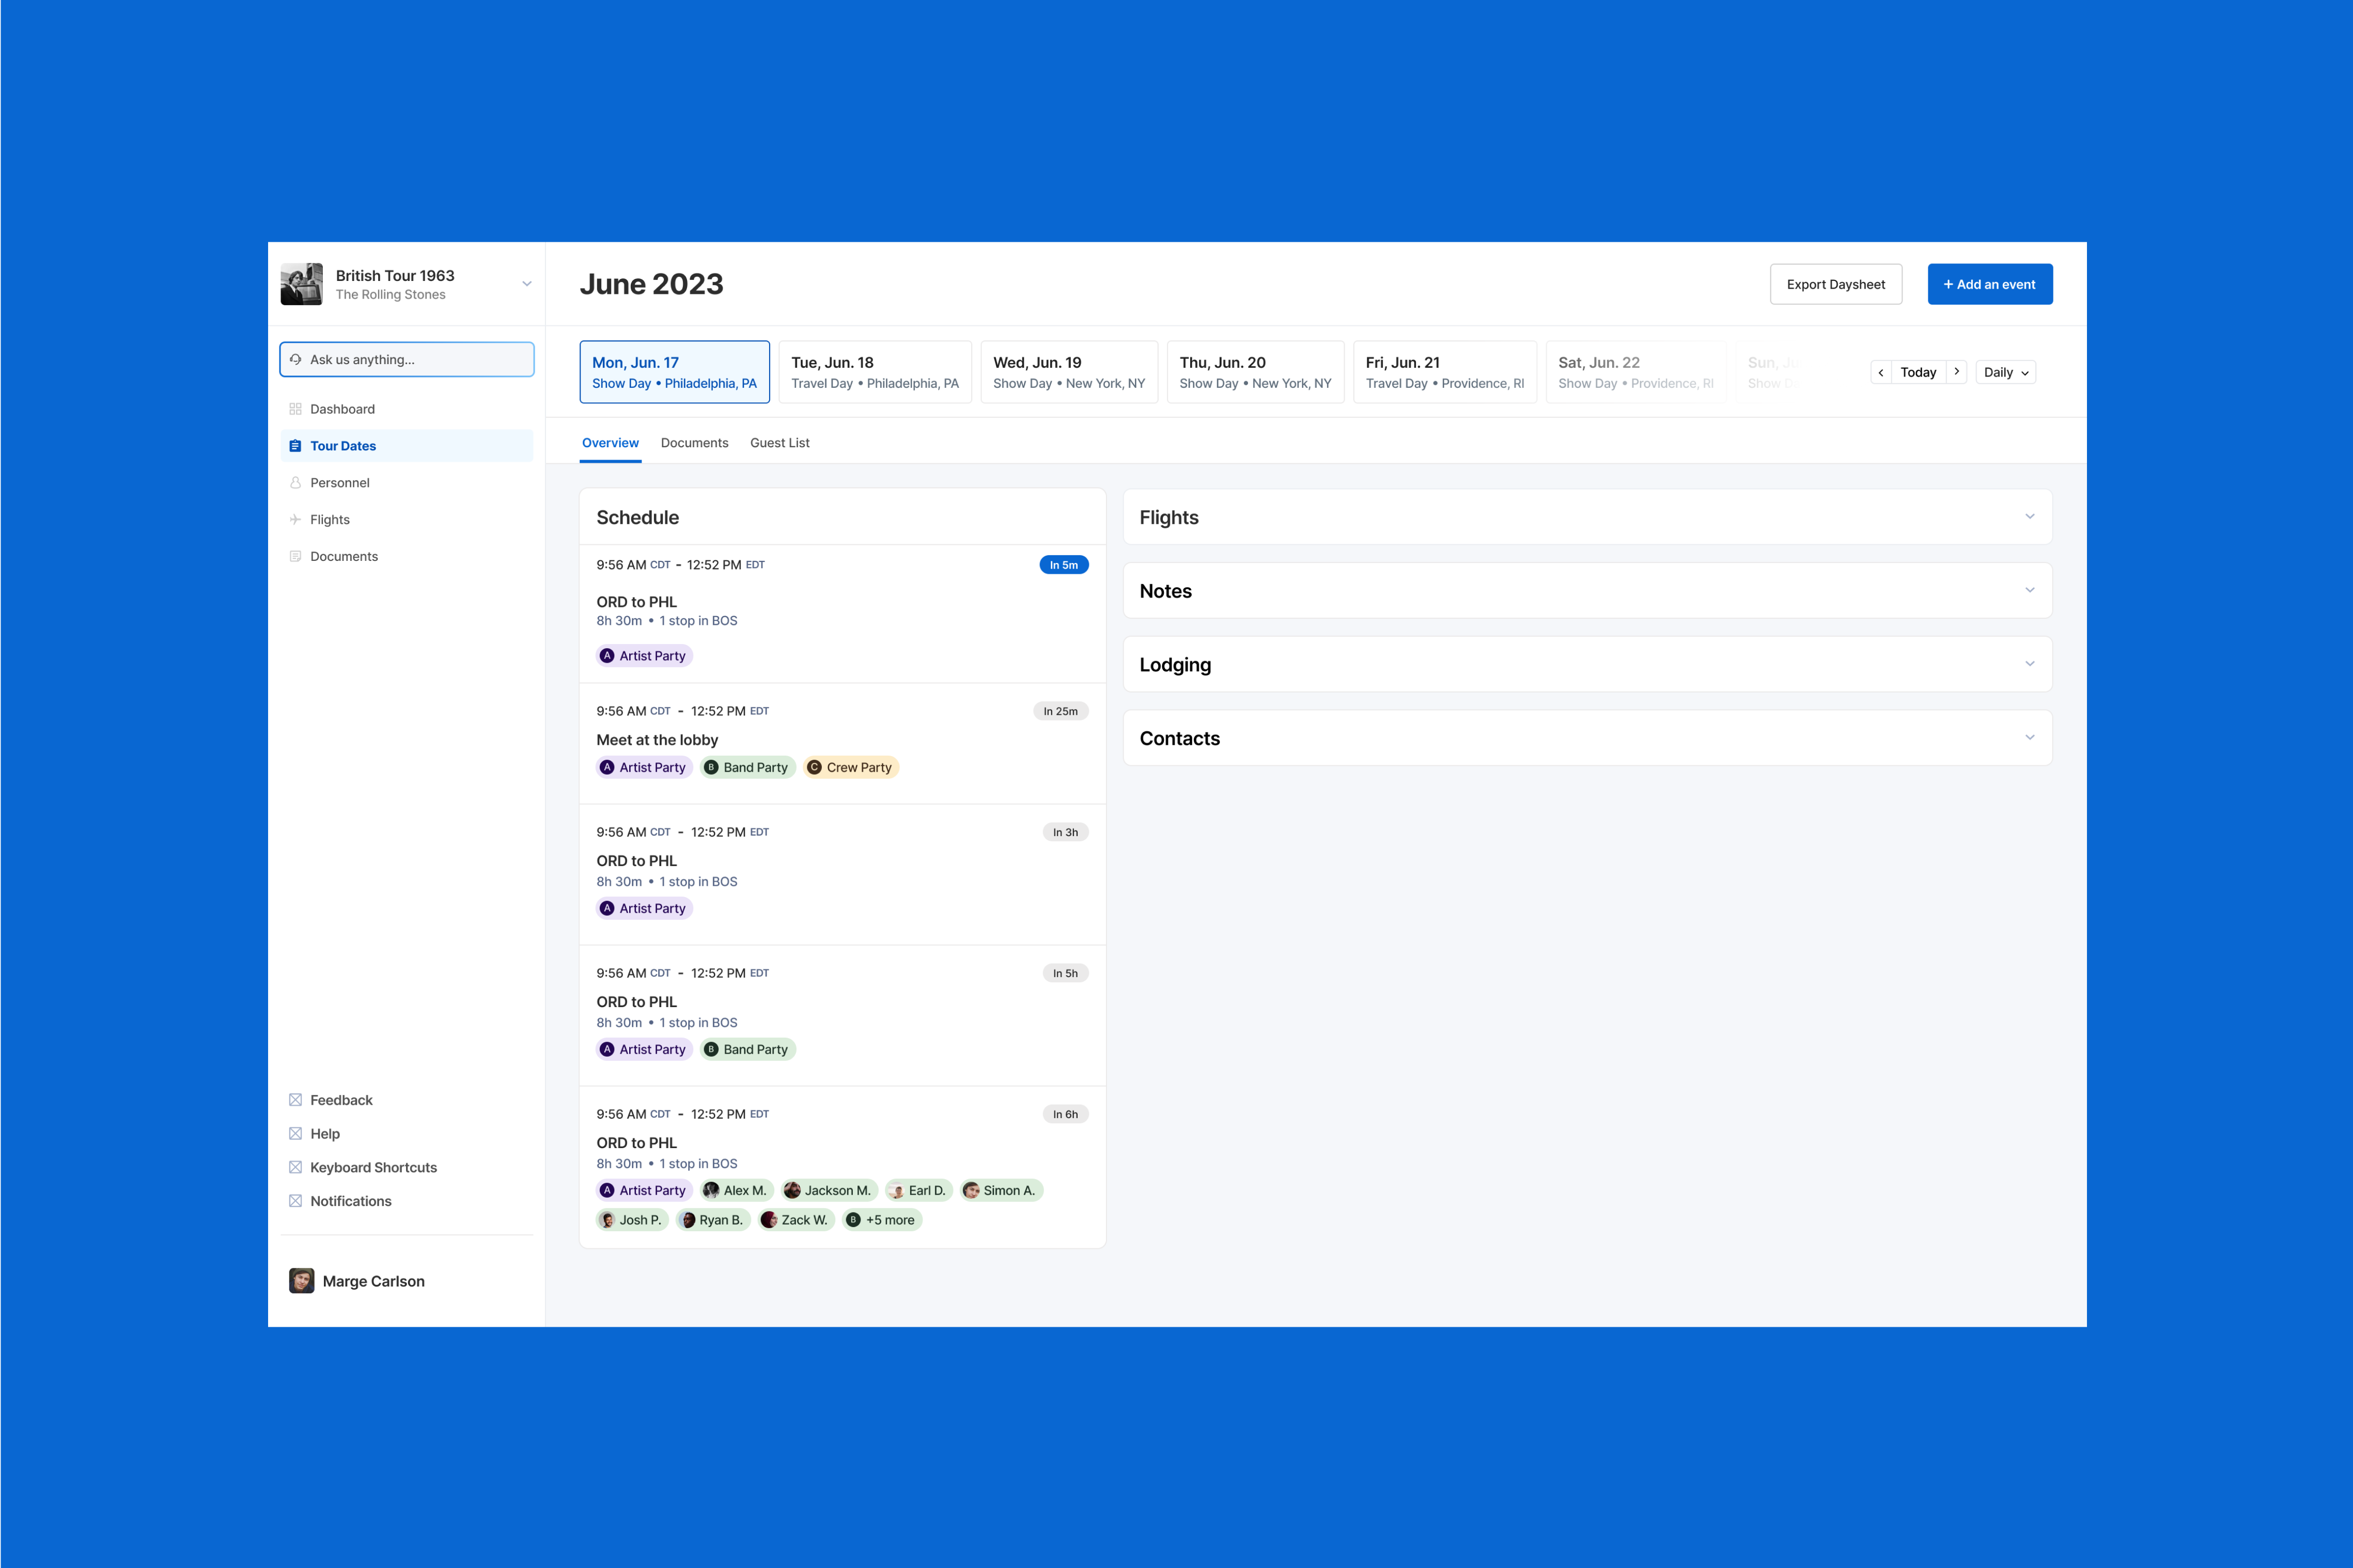 British Tour 1963
The Rolling Stones
Ask us anything...
Dashboard
Tour Dates
Personnel
Flights
Documents
Feedback
Help
Keyboard Shortcuts
Notifications
Marge Carlson
June 2023
Export Daysheet
+ Add an event
Mon, Jun. 17
Show Day • Philadelphia, PA
Tue, Jun. 18
Travel Day • Philadelphia, PA
Wed, Jun. 19
Show Day • New York, NY
Thu, Jun. 20
Show Day • New York, NY
Fri, Jun. 21
Travel Day • Providence, RI
Sat, Jun. 22
Show Day • Providence, RI
Sun,
Show
Today
Daily
Overview Documents Guest List
Schedule
9:56 AM CDT - 12:52 PM EDT In 5m
ORD to PHL
8h 30m • 1 stop in BOS
A Artist Party
9:56 AM CDT - 12:52 PM EDT In 25m
Meet at the lobby
A Artist Party B Band Party C Crew Party
9:56 AM CDT - 12:52 PM EDT In 3h
ORD to PHL
8h 30m • 1 stop in BOS
A Artist Party
9:56 AM CDT - 12:52 PM EDT In 5h
ORD to PHL
8h 30m • 1 stop in BOS
A Artist Party B Band Party
9:56 AM CDT - 12:52 PM EDT In 6h
ORD to PHL
8h 30m • 1 stop in BOS
A Artist Party Alex M. Jackson M. Earl D. Simon A.
Josh P. Ryan B. Zack W. B +5 more
Flights
Notes
Lodging
Contacts